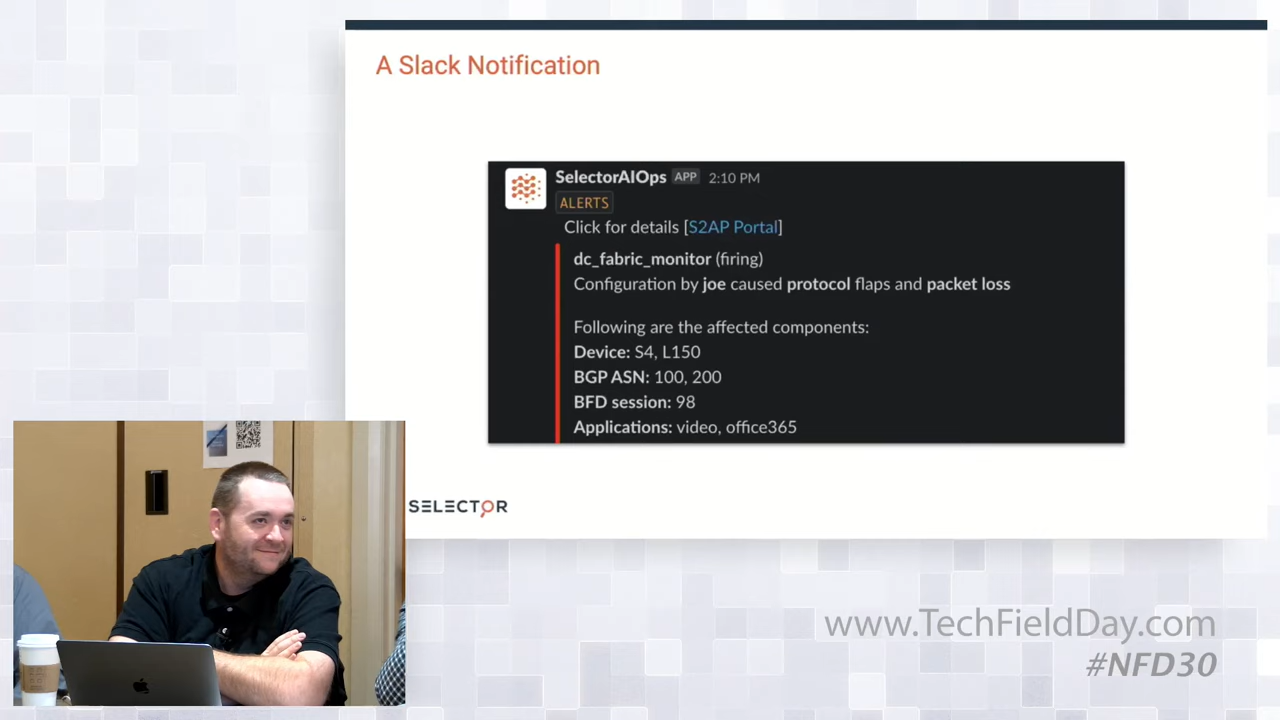 A Slack Notification
SelectorAIOps APP 2:10 PM
ALERTS
Click for details [S2AP Portal]
dc_fabric_monitor (firing)
Configuration by joe caused protocol flaps and packet loss
Following are the affected components:
Device: S4, L150
BGP ASN: 100, 200
BFD session: 98
Applications: video, office365
SELECTOR
www.TechFieldDay.com
#NFD30